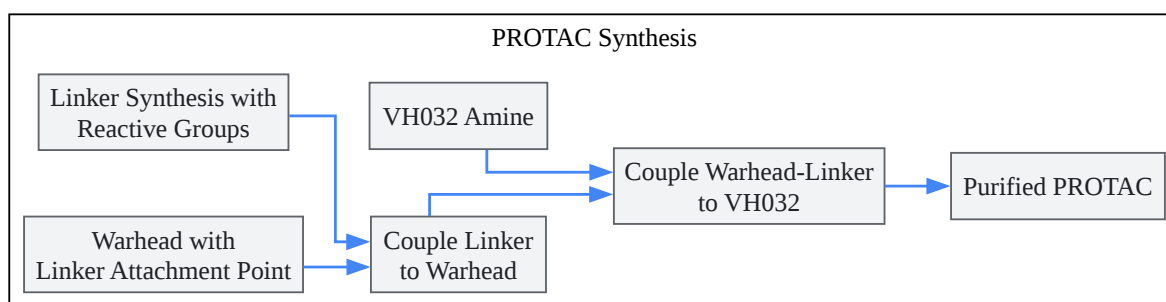 PROTAC Synthesis
Linker Synthesis with
Reactive Groups
VH032 Amine
Couple Warhead-Linker
to VH032
Purified PROTAC
Warhead with
Linker Attachment Point
Couple Linker
to Warhead